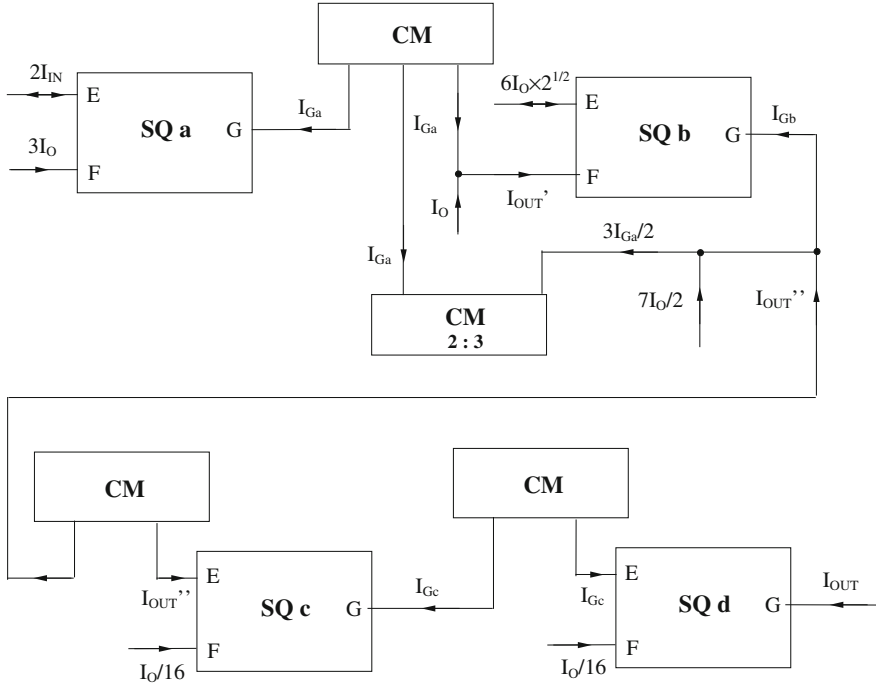 CM
2I_IN
E
SQ a
G
3I_O
F
I_Ga
I_Ga
I_Ga
I_O
I_OUT'
6I_O×2^1/2
E
SQ b
G
F
I_Gb
3I_Ga/2
7I_O/2
I_OUT''
CM
2 : 3
CM
I_OUT''
E
SQ c
G
I_O/16
F
I_Gc
CM
I_Gc
E
SQ d
G
I_O/16
F
I_OUT